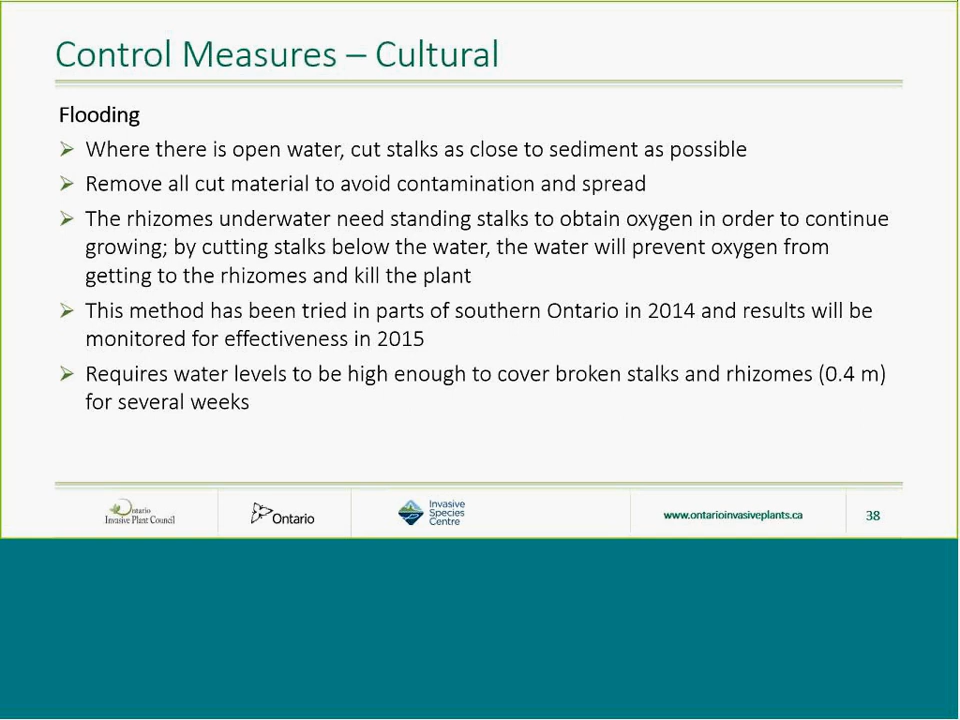 Control Measures – Cultural
Flooding
Where there is open water, cut stalks as close to sediment as possible
Remove all cut material to avoid contamination and spread
The rhizomes underwater need standing stalks to obtain oxygen in order to continue
growing; by cutting stalks below the water, the water will prevent oxygen from
getting to the rhizomes and kill the plant
This method has been tried in parts of southern Ontario in 2014 and results will be
monitored for effectiveness in 2015
Requires water levels to be high enough to cover broken stalks and rhizomes (0.4 m)
for several weeks
Ontario
Invasive Plant Council
Ontario
Invasive
Species
Centre
www.ontarioinvasiveplants.ca
38